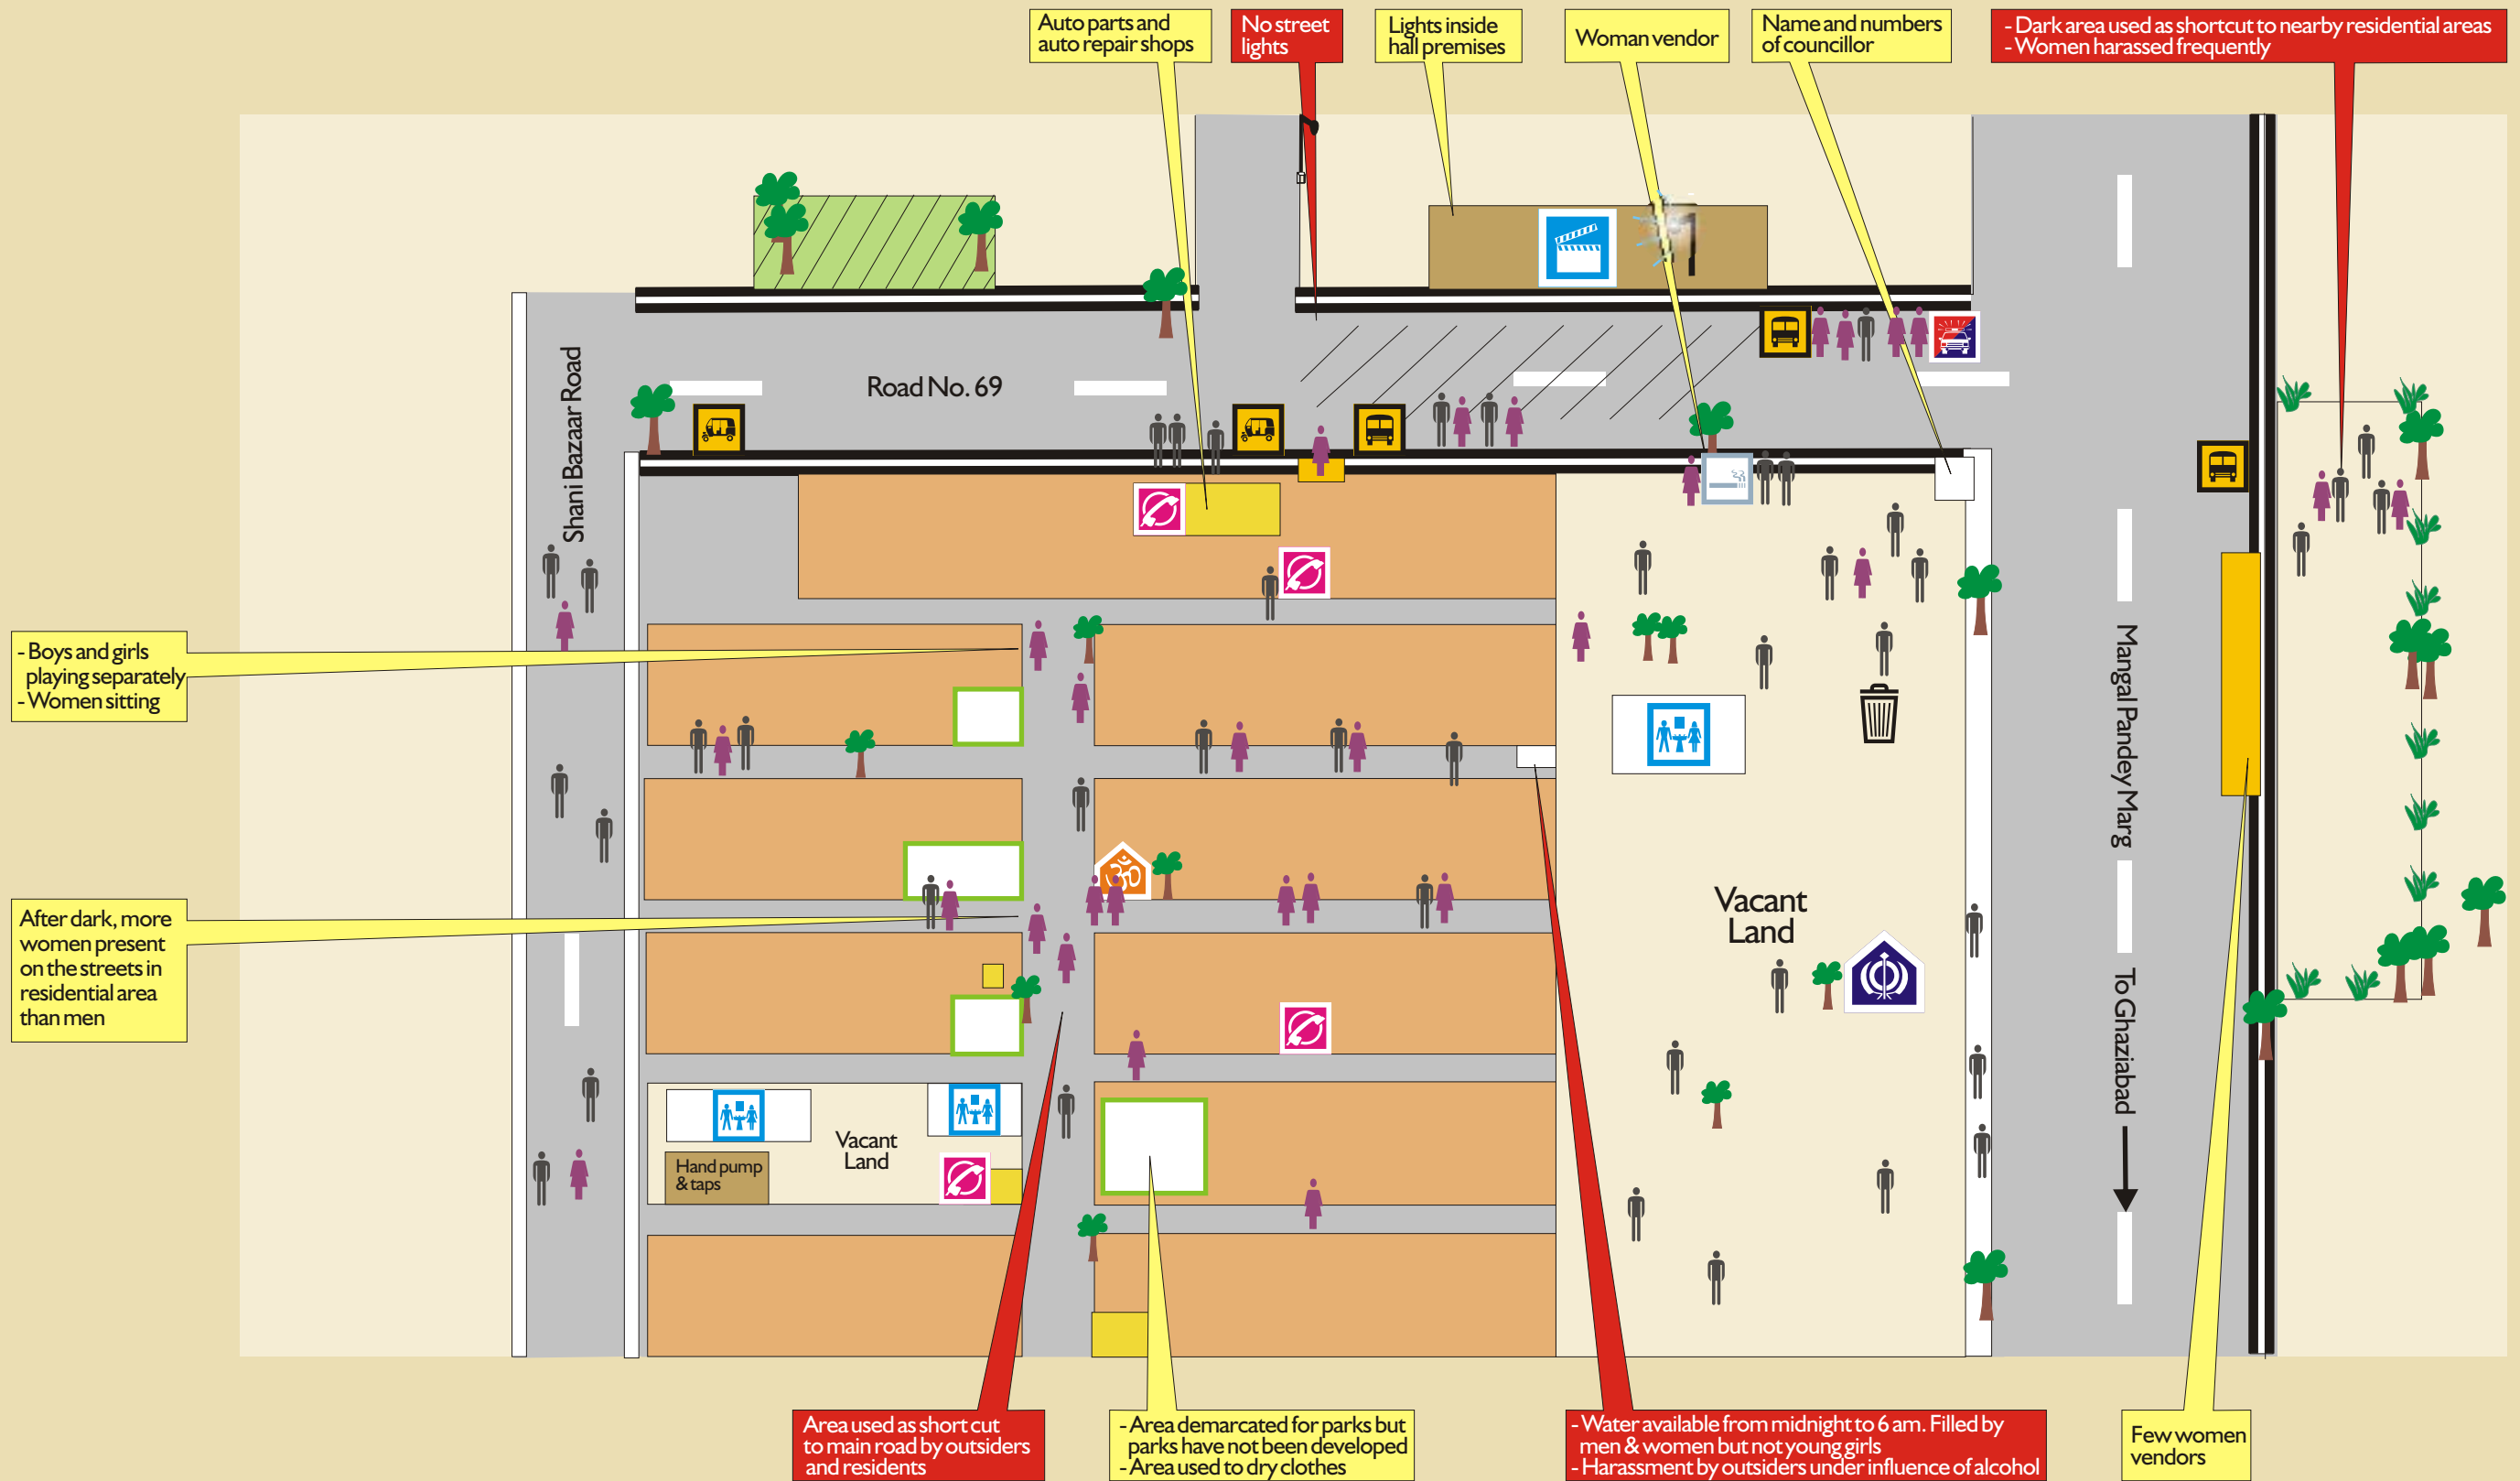 Auto parts and
auto repair shops
No street
lights
Lights inside
hall premises
Woman vendor
Name and numbers
of councillor
- Dark area used as shortcut to nearby residential areas
- Women harassed frequently
Road No. 69
Shani Bazaar Road
- Boys and girls
playing separately
- Women sitting
Mangal Pandey Marg
ॐ
After dark, more
women present
on the streets in
residential area
than men
Vacant
Land
To Ghaziabad
Vacant
Land
Hand pump
& taps
Area used as short cut
to main road by outsiders
and residents
- Area demarcated for parks but
parks have not been developed
- Area used to dry clothes
- Water available from midnight to 6 am. Filled by
men & women but not young girls
- Harassment by outsiders under influence of alcohol
Few women
vendors